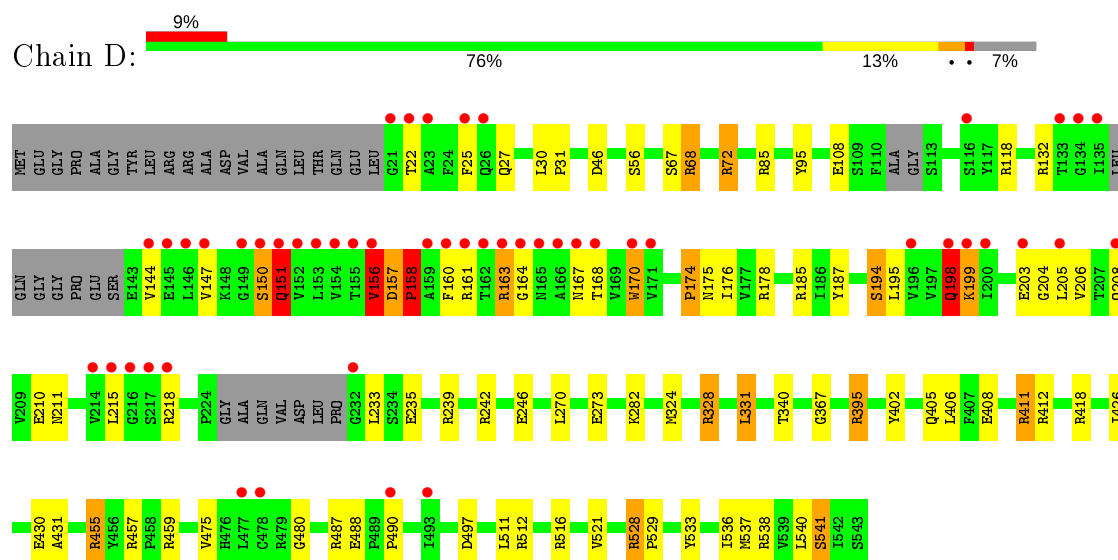 9%
Chain D:
76% 13% • • 7%
MET GLU GLY PRO ALA GLY TYR LEU ARG ARG ALA ASP VAL ALA GLN LEU THR GLN GLU LEU G21 T22 A23 F24 F25 Q26 Q27 L30 P31 D46 S56 S67 R68 R72 R85 Y95 E108 S109 F110 ALA GLY S113 S116 Y117 R118 R132 T133 G134 I135 LEU
GLN GLY GLY PRO GLU SER E143 V144 E145 L146 V147 K148 G149 S150 Q151 V152 L153 V154 T155 V156 D157 P158 A159 F160 R161 T162 R163 G164 N165 A166 N167 T168 V169 W170 V171 P174 N175 I176 V177 R178 R185 I186 Y187 S194 L195 V196 V197 Q198 K199 I200 E203 G204 L205 V206 T207
V209 E210 N211 V214 L215 G216 S217 R218 P224 GLY ALA GLN VAL ASP LEU PRO G232 L233 S234 E235 R239 R242 E246 L270 E273 K282 M324 R328 L331 T340 G367 R395 Y402 Q405 L406 F407 E408 R411 R412 R418
E430 A431 R455 Y456 R457 P458 R459 V475 H476 L477 C478 R479 G480 R487 E488 P489 P490 I493 D497 L511 R512 R516 V521 R528 P529 Y533 I536 M537 R538 V539 L540 S541 I542 S543